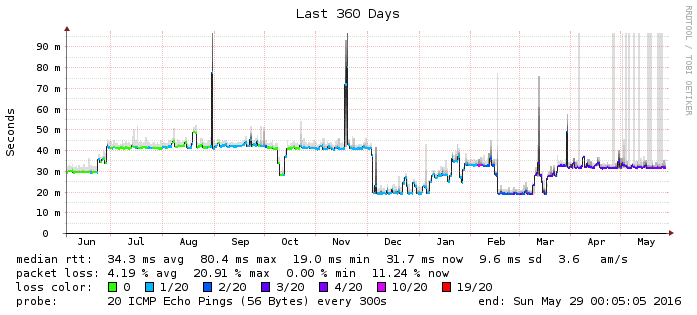 Last 360 Days
RRDTOOL / TOBI OETIKER
Seconds
90 m
80 m
70 m
60 m
50 m
40 m
30 m
20 m
10 m
0
Jun Jul Aug Sep Oct Nov Dec Jan Feb Mar Apr May
median rtt: 34.3 ms avg 80.4 ms max 19.0 ms min 31.7 ms now 9.6 ms sd 3.6 am/s
packet loss: 4.19 % avg 20.91 % max 0.00 % min 11.24 % now
loss color: 0 1/20 2/20 3/20 4/20 10/20 19/20
probe: 20 ICMP Echo Pings (56 Bytes) every 300s end: Sun May 29 00:05:05 2016